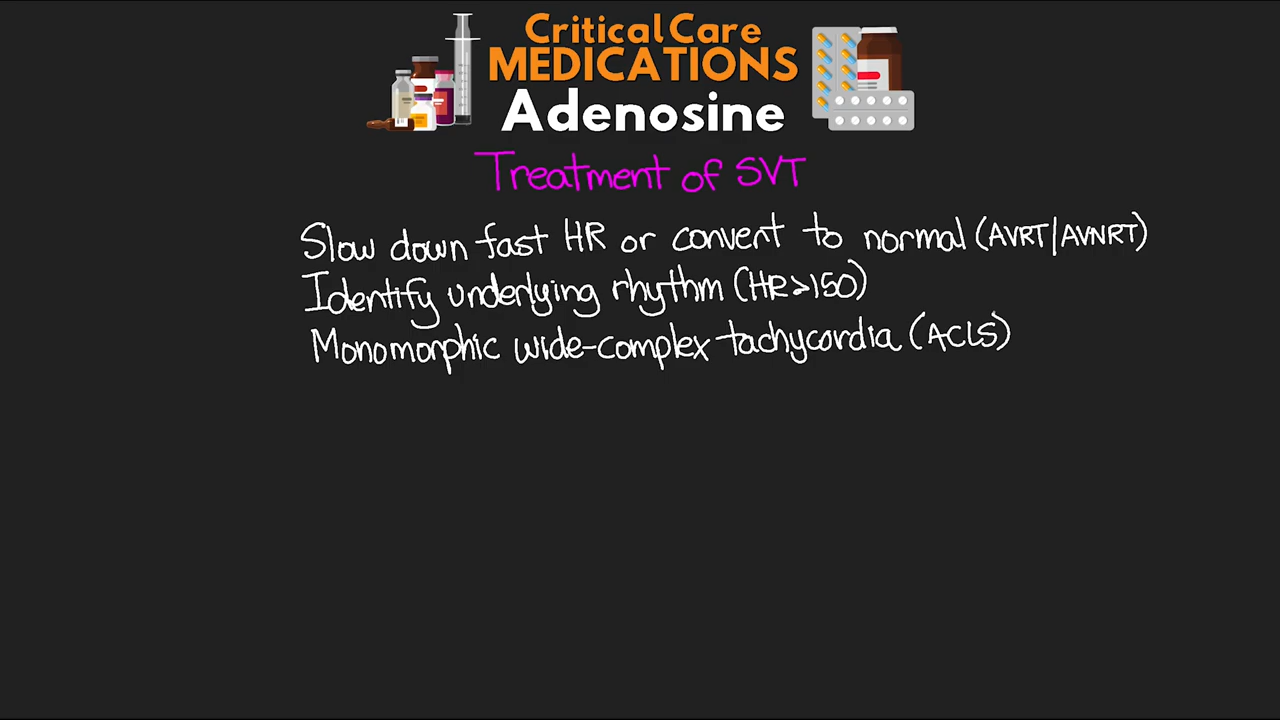 Critical Care
MEDICATIONS
Adenosine
Treatment of SVT
Slow down fast HR or convert to normal (AVRT/AVNRT)
Identify underlying rhythm (HR>150)
Monomorphic wide-complex tachycardia (ACLS)